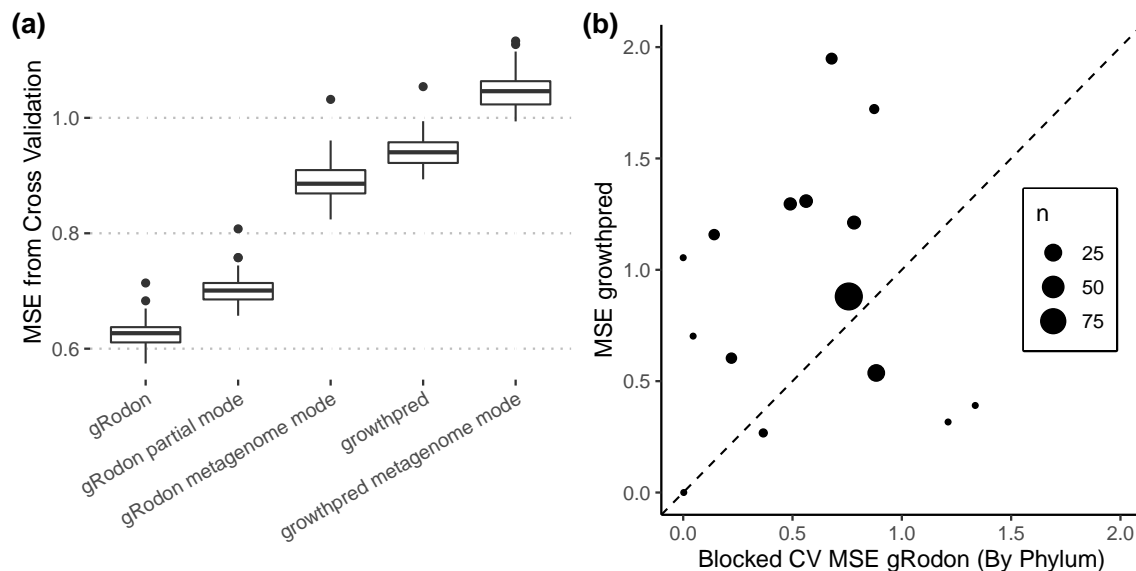 (a)
MSE from Cross Validation
1.0
0.8
0.6
gRodon
gRodon partial mode
gRodon metagenome mode
growthpred
growthpred metagenome mode
(b)
MSE growthpred
2.0
1.5
1.0
0.5
0.0
0.0 0.5 1.0 1.5 2.0
Blocked CV MSE gRodon (By Phylum)
n
25
50
75